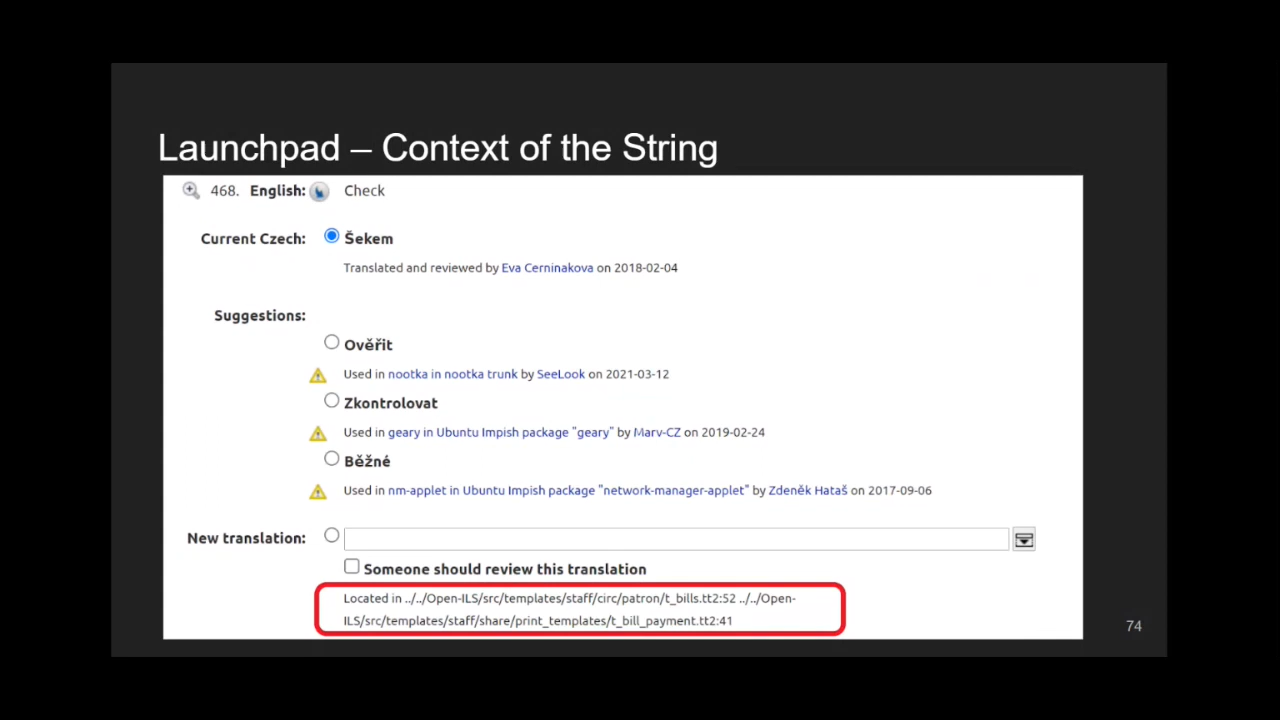 Launchpad – Context of the String
468. English: Check
Current Czech: Šekem
Translated and reviewed by Eva Cerninakova on 2018-02-04
Suggestions:
Ověřit
Used in nootka in nootka trunk by SeeLook on 2021-03-12
Zkontrolovat
Used in geary in Ubuntu Impish package "geary" by Marv-CZ on 2019-02-24
Běžné
Used in nm-applet in Ubuntu Impish package "network-manager-applet" by Zdeněk Hataš on 2017-09-06
New translation:
Someone should review this translation
Located in ../../Open-ILS/src/templates/staff/circ/patron/t_bills.tt2:52 ../../Open-
ILS/src/templates/staff/share/print_templates/t_bill_payment.tt2:41
74